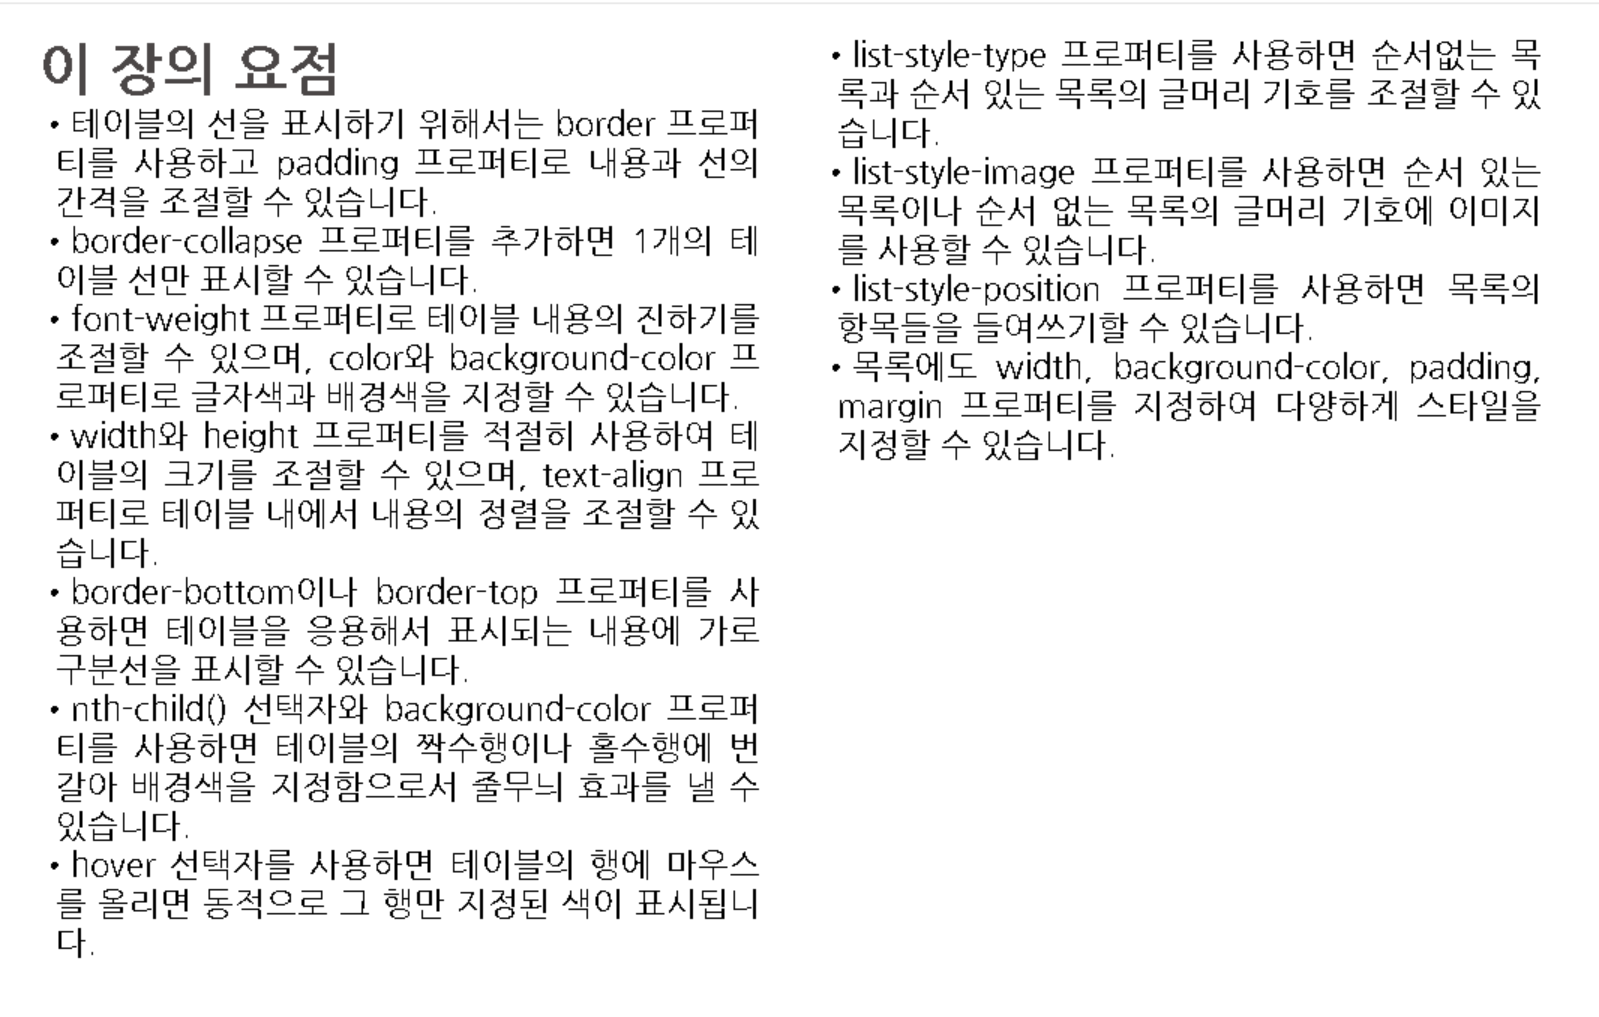 이 장의 요점
• 테이블의 선을 표시하기 위해서는 border 프로퍼
티를 사용하고 padding 프로퍼티로 내용과 선의
간격을 조절할 수 있습니다.
• border-collapse 프로퍼티를 추가하면 1개의 테
이블 선만 표시할 수 있습니다.
• font-weight 프로퍼티로 테이블 내용의 진하기를
조절할 수 있으며, color와 background-color 프
로퍼티로 글자색과 배경색을 지정할 수 있습니다.
• width와 height 프로퍼티를 적절히 사용하여 테
이블의 크기를 조절할 수 있으며, text-align 프로
퍼티로 테이블 내에서 내용의 정렬을 조절할 수 있
습니다.
• border-bottom이나 border-top 프로퍼티를 사
용하면 테이블을 응용해서 표시되는 내용에 가로
구분선을 표시할 수 있습니다.
• nth-child() 선택자와 background-color 프로퍼
티를 사용하면 테이블의 짝수행이나 홀수행에 번
갈아 배경색을 지정함으로서 줄무늬 효과를 낼 수
있습니다.
• hover 선택자를 사용하면 테이블의 행에 마우스
를 올리면 동적으로 그 행만 지정된 색이 표시됩니
다.
• list-style-type 프로퍼티를 사용하면 순서없는 목
록과 순서 있는 목록의 글머리 기호를 조절할 수 있
습니다.
• list-style-image 프로퍼티를 사용하면 순서 있는
목록이나 순서 없는 목록의 글머리 기호에 이미지
를 사용할 수 있습니다.
• list-style-position 프로퍼티를 사용하면 목록의
항목들을 들여쓰기할 수 있습니다.
• 목록에도 width, background-color, padding,
margin 프로퍼티를 지정하여 다양하게 스타일을
지정할 수 있습니다.